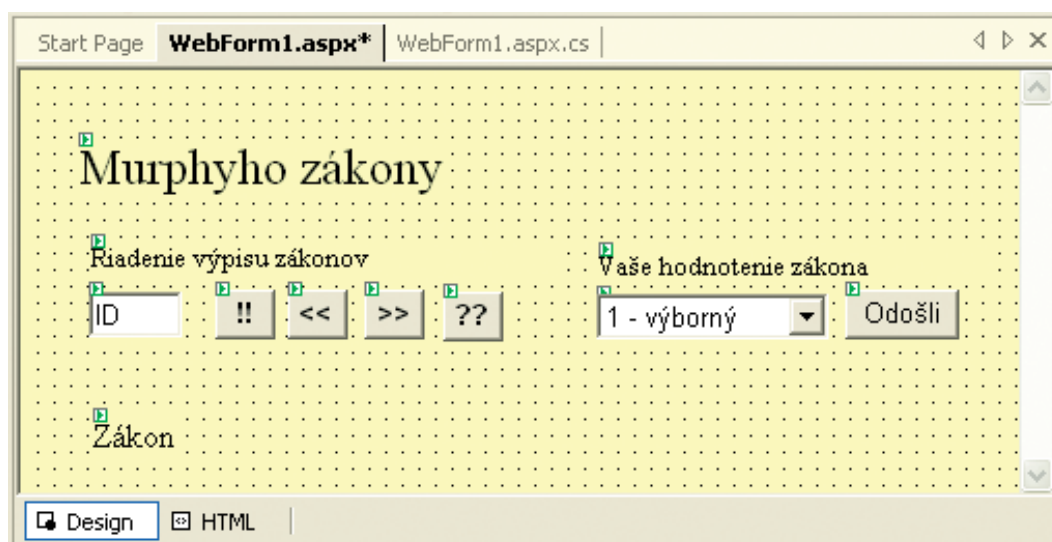 Start Page WebForm1.aspx* WebForm1.aspx.cs
Murphyho zákony
Riadenie výpisu zákonov
Vaše hodnotenie zákona
ID !! << >> ?? 1 - výborný Odošli
Zákon
Design HTML